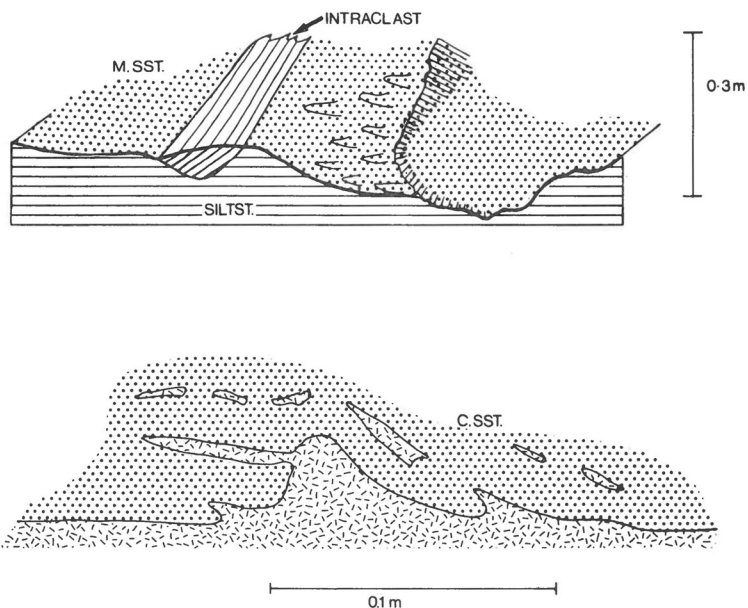 INTRACLAST
M. SST.
0·3 m
SILTST.
C. SST.
0.1 m